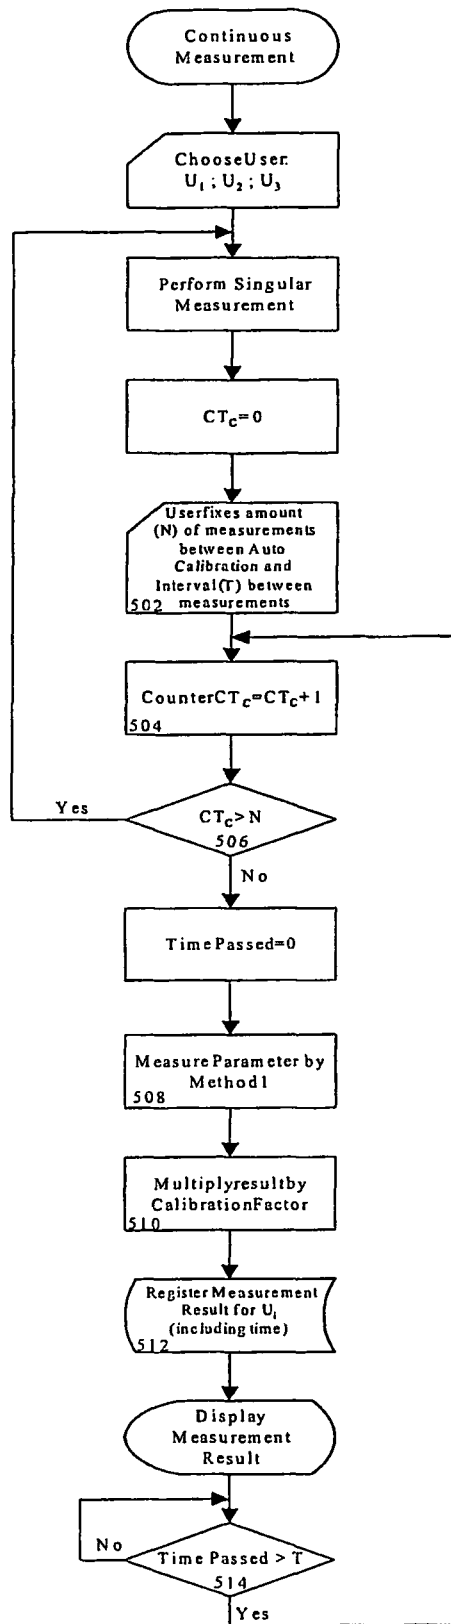 Continuous
Measurement
ChooseUser:
U1 ; U2 ; U3
Perform Singular
Measurement
CTC=0
Userfixes amount
(N) of measurements
between Auto
Calibration and
Interval(T) between
measurements
502
CounterCTC=CTC+1
504
Yes
CTC>N
506
No
TimePassed=0
MeasureParameter by
Method1
508
Multiplyresultby
CalibrationFactor
510
Register Measurement
Result for Ui
(including time)
512
Display
Measurement
Result
No
Time Passed > T
514
Yes